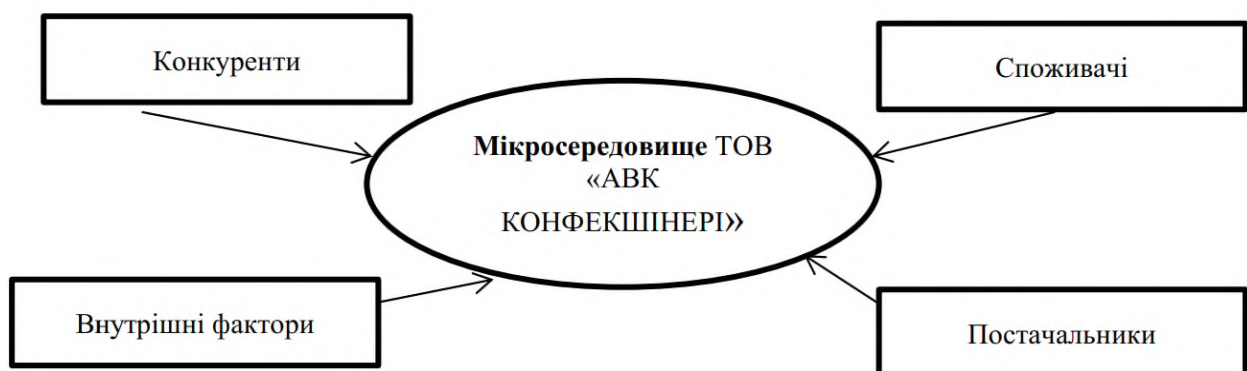 Конкуренти
Споживачі
Мікросередовище ТОВ
«АВК
КОНФЕКШІНЕРІ»
Внутрішні фактори
Постачальники